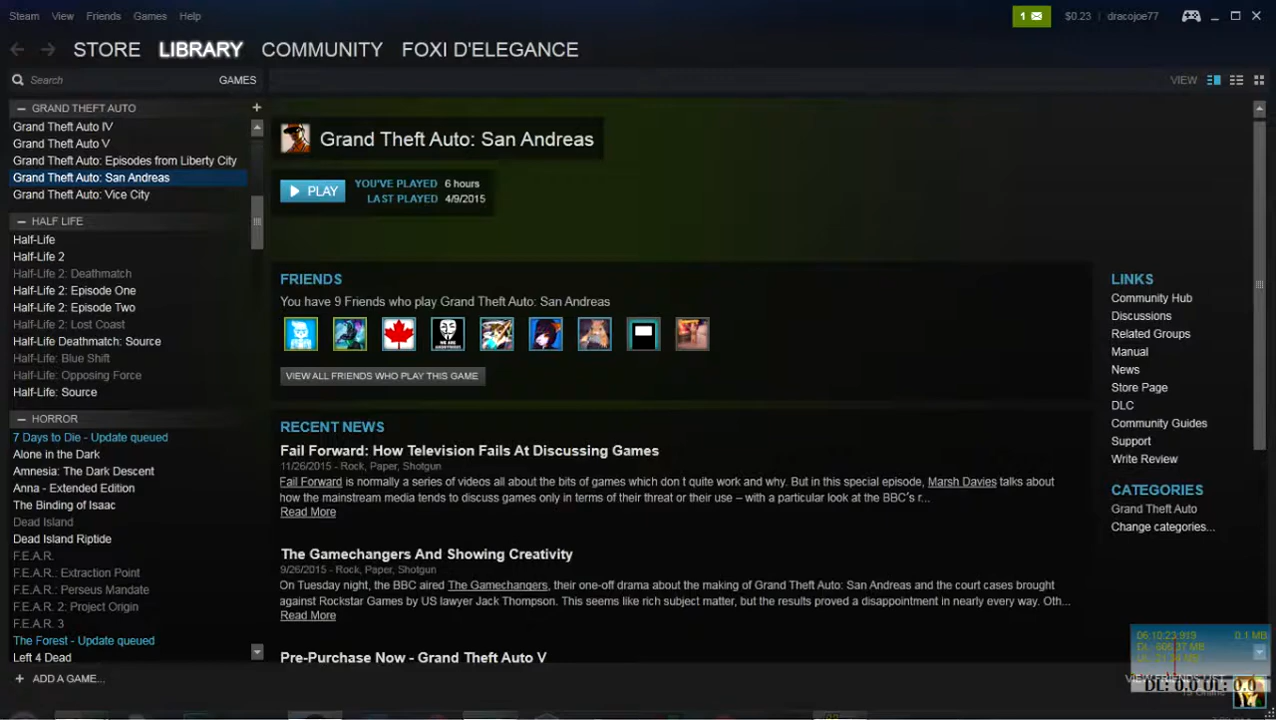 Steam View Friends Games Help
1 $0.23 dracojoe77
STORE LIBRARY COMMUNITY FOXI D'ELEGANCE
Search GAMES VIEW
GRAND THEFT AUTO
Grand Theft Auto IV
Grand Theft Auto V
Grand Theft Auto: Episodes from Liberty City
Grand Theft Auto: San Andreas
Grand Theft Auto: Vice City
HALF LIFE
Half-Life
Half-Life 2
Half-Life 2: Deathmatch
Half-Life 2: Episode One
Half-Life 2: Episode Two
Half-Life 2: Lost Coast
Half-Life Deathmatch: Source
Half-Life: Blue Shift
Half-Life: Opposing Force
Half-Life: Source
HORROR
7 Days to Die - Update queued
Alone in the Dark
Amnesia: The Dark Descent
Anna - Extended Edition
The Binding of Isaac
Dead Island
Dead Island Riptide
F.E.A.R.
F.E.A.R.: Extraction Point
F.E.A.R.: Perseus Mandate
F.E.A.R. 2: Project Origin
F.E.A.R. 3
The Forest - Update queued
Left 4 Dead
ADD A GAME...
Grand Theft Auto: San Andreas
PLAY
YOU'VE PLAYED 6 hours
LAST PLAYED 4/9/2015
FRIENDS
You have 9 Friends who play Grand Theft Auto: San Andreas
VIEW ALL FRIENDS WHO PLAY THIS GAME
RECENT NEWS
Fail Forward: How Television Fails At Discussing Games
11/26/2015 - Rock, Paper, Shotgun
Fail Forward is normally a series of videos all about the bits of games which don t quite work and why. But in this special episode, Marsh Davies talks about
how the mainstream media tends to discuss games only in terms of their threat or their use – with a particular look at the BBC's r...
Read More
The Gamechangers And Showing Creativity
9/26/2015 - Rock, Paper, Shotgun
On Tuesday night, the BBC aired The Gamechangers, their one-off drama about the making of Grand Theft Auto: San Andreas and the court cases brought
against Rockstar Games by US lawyer Jack Thompson. This seems like rich subject matter, but the results proved a disappointment in nearly every way. Oth...
Read More
Pre-Purchase Now - Grand Theft Auto V
LINKS
Community Hub
Discussions
Related Groups
Manual
News
Store Page
DLC
Community Guides
Support
Write Review
CATEGORIES
Grand Theft Auto
Change categories...
06:10:23.919 0.1 MB
DL: 0.0 UL: 0.0
Online